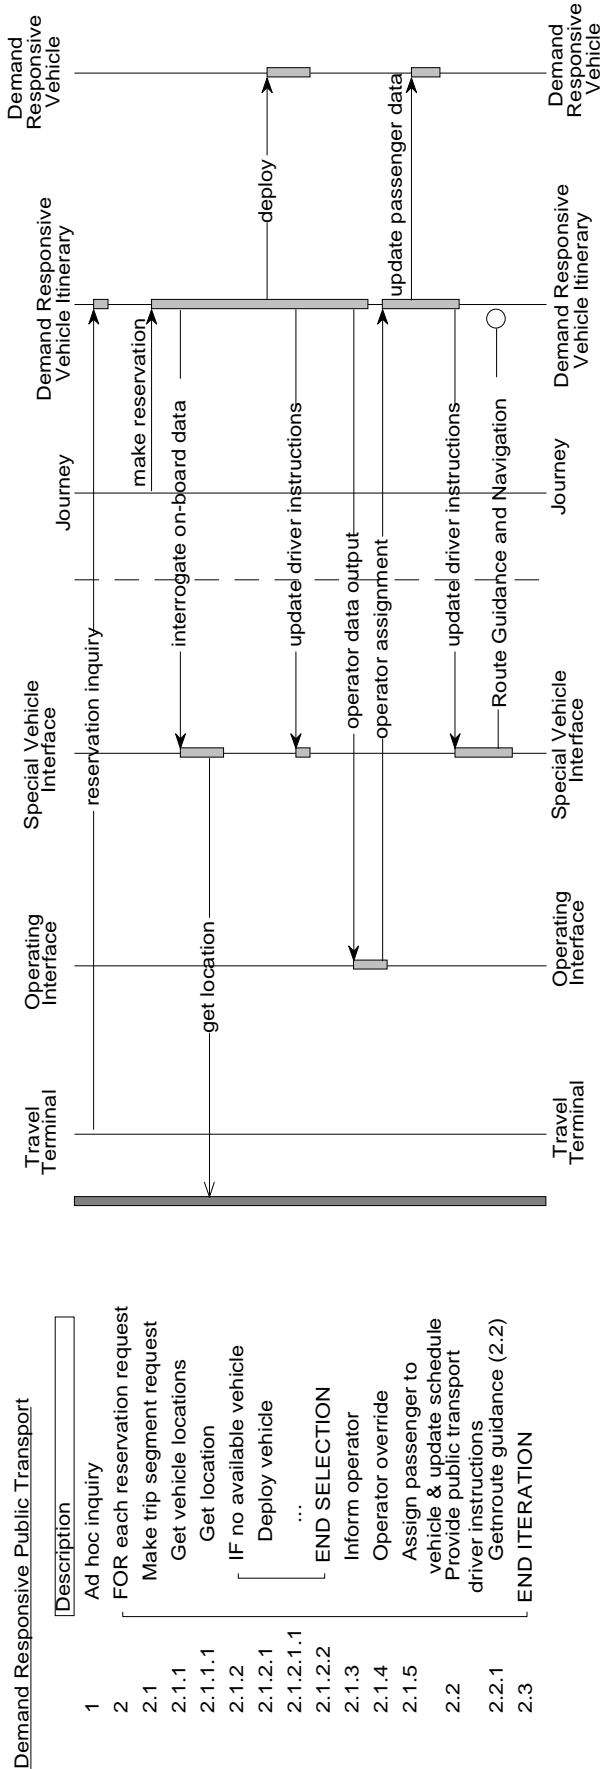 Demand Responsive Public Transport
Description
1 Ad hoc inquiry
2 FOR each reservation request
2.1 Make trip segment request
2.1.1 Get vehicle locations
2.1.1.1 Get location
2.1.2 IF no available vehicle
2.1.2.1 Deploy vehicle
2.1.2.1.1 ...
2.1.2.2 END SELECTION
2.1.3 Inform operator
2.1.4 Operator override
2.1.5 Assign passenger to
vehicle & update schedule
2.2 Provide public transport
driver instructions
2.2.1 Getnroute guidance (2.2)
2.3 END ITERATION
Travel
Terminal
Operating
Interface
Special Vehicle
Interface
Journey
Demand Responsive
Vehicle Itinerary
Demand
Responsive
Vehicle
reservation inquiry
make reservation
interrogate on-board data
get location
deploy
update driver instructions
operator data output
operator assignment
update passenger data
update driver instructions
Route Guidance and Navigation
Travel
Terminal
Operating
Interface
Special Vehicle
Interface
Journey
Demand Responsive
Vehicle Itinerary
Demand
Responsive
Vehicle